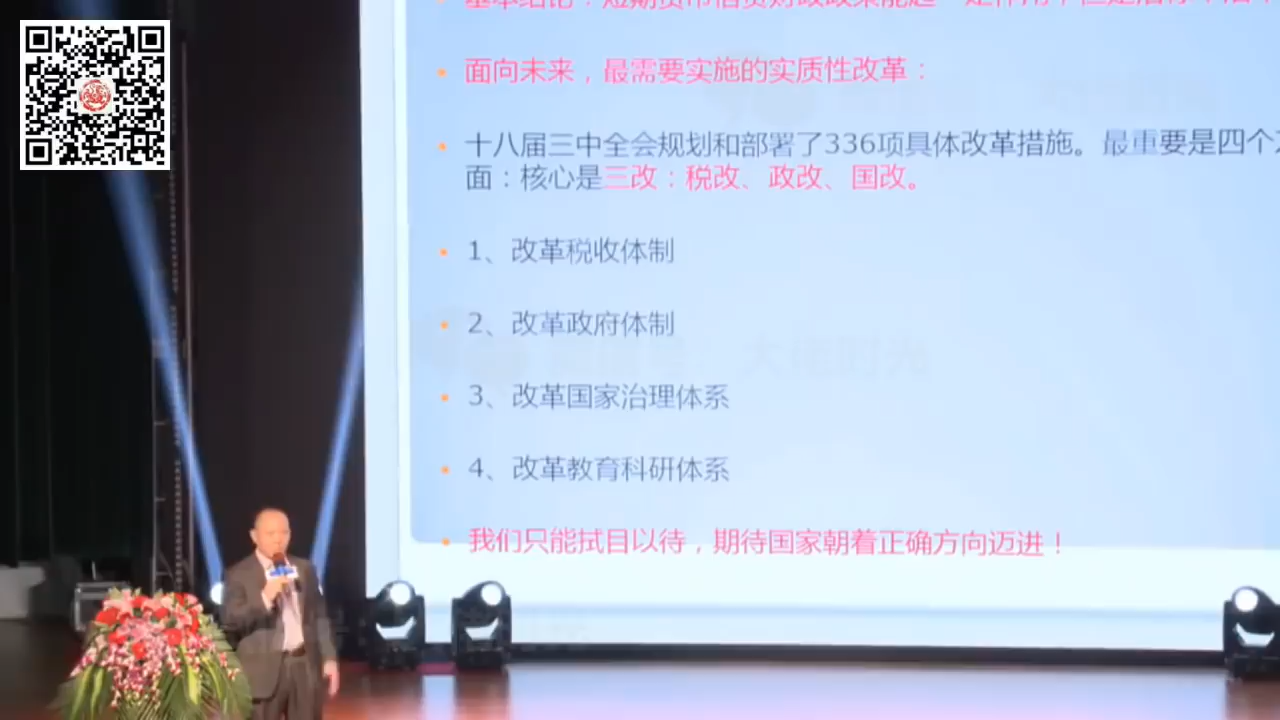 面向未来，最需要实施的实质性改革：
十八届三中全会规划和部署了336项具体改革措施。最重要是四个
面：核心是三改：税改、政改、国改。
1、改革税收体制
2、改革政府体制
3、改革国家治理体系
大道时光
4、改革教育科研体系
我们只能拭目以待，期待国家朝着正确方向迈进！